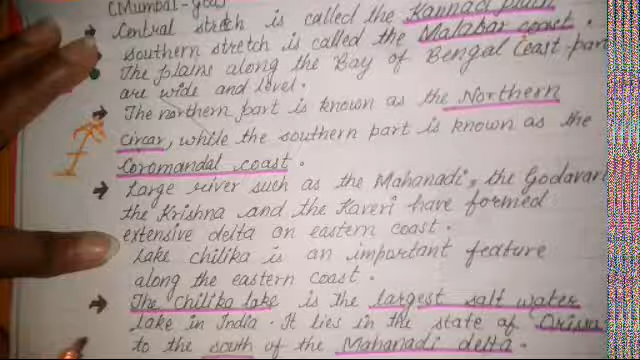 (Mumbai-Goa)
Central stretch is called the Kannad plain
southern stretch is called the Malabar coast.
The plains along the Bay of Bengal (east part
are wide and level.
The northern part is known as the Northern
circar, while the southern part is known as the
Coromandal coast.
Large river such as the Mahanadi, the Godavari
the Krishna and the Kaveri have formed
extensive delta on eastern coast.
Lake chilika is an important feature
along the eastern coast.
The Chilika lake is the largest salt water
lake in India. It lies in the state of Orissa
to the south of the Mahanadi delta.